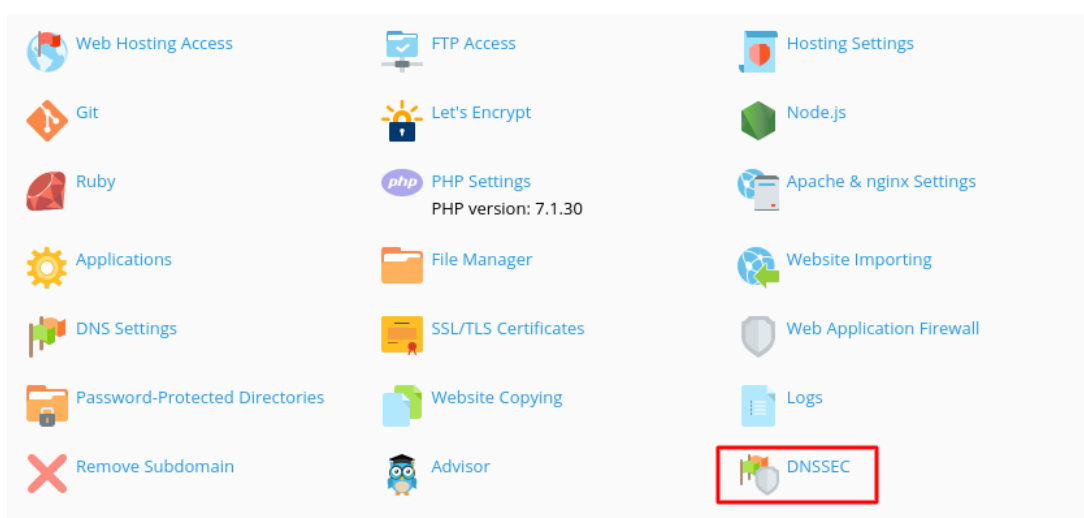 Web Hosting Access
FTP Access
Hosting Settings
Git
Let's Encrypt
Node.js
Ruby
php
PHP Settings
PHP version: 7.1.30
Apache & nginx Settings
Applications
File Manager
Website Importing
DNS Settings
SSL/TLS Certificates
Web Application Firewall
Password-Protected Directories
Website Copying
Logs
Remove Subdomain
Advisor
DNSSEC